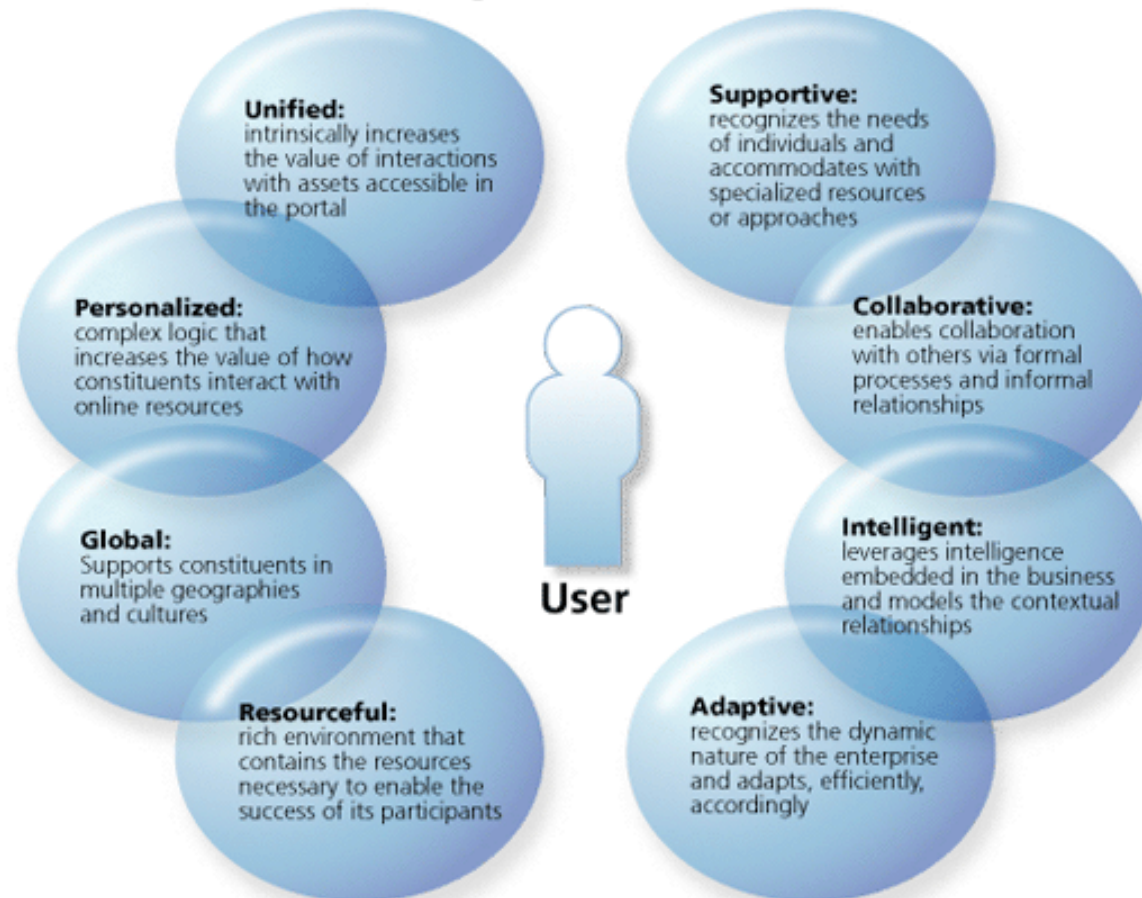 Unified:
intrinsically increases
the value of interactions
with assets accessible in
the portal
Supportive:
recognizes the needs
of individuals and
accommodates with
specialized resources
or approaches
Personalized:
complex logic that
increases the value of how
constituents interact with
online resources
Collaborative:
enables collaboration
with others via formal
processes and informal
relationships
Global:
Supports constituents in
multiple geographies
and cultures
Intelligent:
leverages intelligence
embedded in the business
and models the contextual
relationships
User
Resourceful:
rich environment that
contains the resources
necessary to enable the
success of its participants
Adaptive:
recognizes the dynamic
nature of the enterprise
and adapts, efficiently,
accordingly